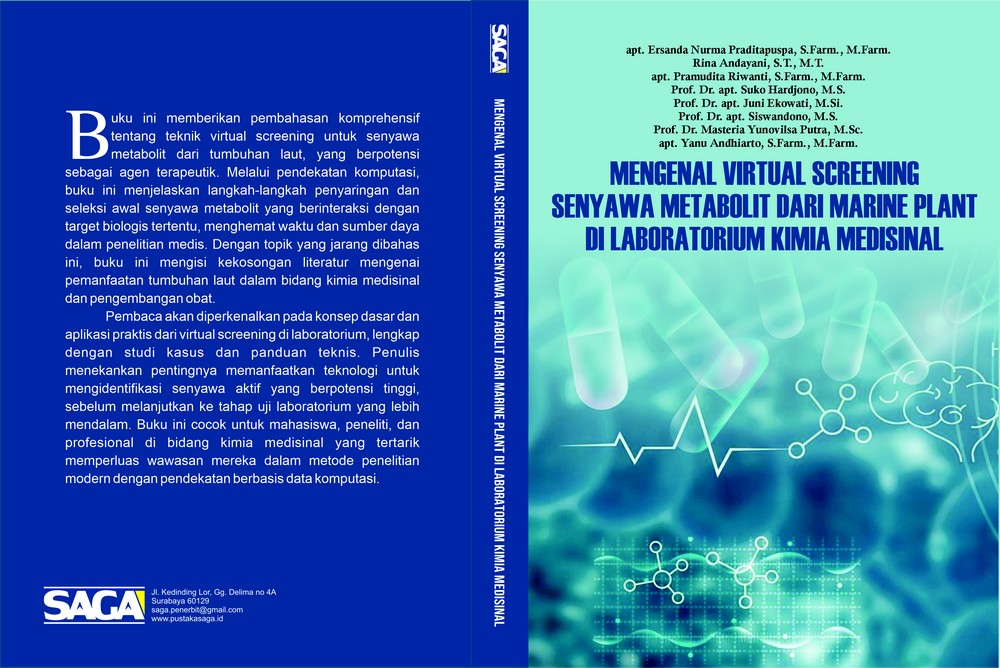 Buku ini memberikan pembahasan komprehensif
tentang teknik virtual screening untuk senyawa
metabolit dari tumbuhan laut, yang berpotensi
sebagai agen terapeutik. Melalui pendekatan komputasi,
buku ini menjelaskan langkah-langkah penyaringan dan
seleksi awal senyawa metabolit yang berinteraksi dengan
target biologis tertentu, menghemat waktu dan sumber daya
dalam penelitian medis. Dengan topik yang jarang dibahas
ini, buku ini mengisi kekosongan literatur mengenai
pemanfaatan tumbuhan laut dalam bidang kimia medisinal
dan pengembangan obat.
Pembaca akan diperkenalkan pada konsep dasar dan
aplikasi praktis dari virtual screening di laboratorium, lengkap
dengan studi kasus dan panduan teknis. Penulis
menekankan pentingnya memanfaatkan teknologi untuk
mengidentifikasi senyawa aktif yang berpotensi tinggi,
sebelum melanjutkan ke tahap uji laboratorium yang lebih
mendalam. Buku ini cocok untuk mahasiswa, peneliti, dan
profesional di bidang kimia medisinal yang tertarik
memperluas wawasan mereka dalam metode penelitian
modern dengan pendekatan berbasis data komputasi.
SAGA
Jl. Kedinding Lor, Gg. Delima no 4A
Surabaya 60129
saga.penerbit@gmail.com
www.pustakasaga.id
SAGA
MENGENAL VIRTUAL SCREENING SENYAWA METABOLIT DARI MARINE PLANT DI LABORATORIUM KIMIA MEDISINAL
apt. Ersanda Nurma Praditapuspa, S.Farm., M.Farm.
Rina Andayani, S.T., M.T.
apt. Pramudita Riwanti, S.Farm., M.Farm.
Prof. Dr. apt. Suko Hardjono, M.S.
Prof. Dr. apt. Juni Ekowati, M.Si.
Prof. Dr. apt. Siswandono, M.S.
Prof. Dr. Masteria Yunovilsa Putra, M.Sc.
apt. Yanu Andhiarto, S.Farm., M.Farm.
MENGENAL VIRTUAL SCREENING
SENYAWA METABOLIT DARI MARINE PLANT
DI LABORATORIUM KIMIA MEDISINAL